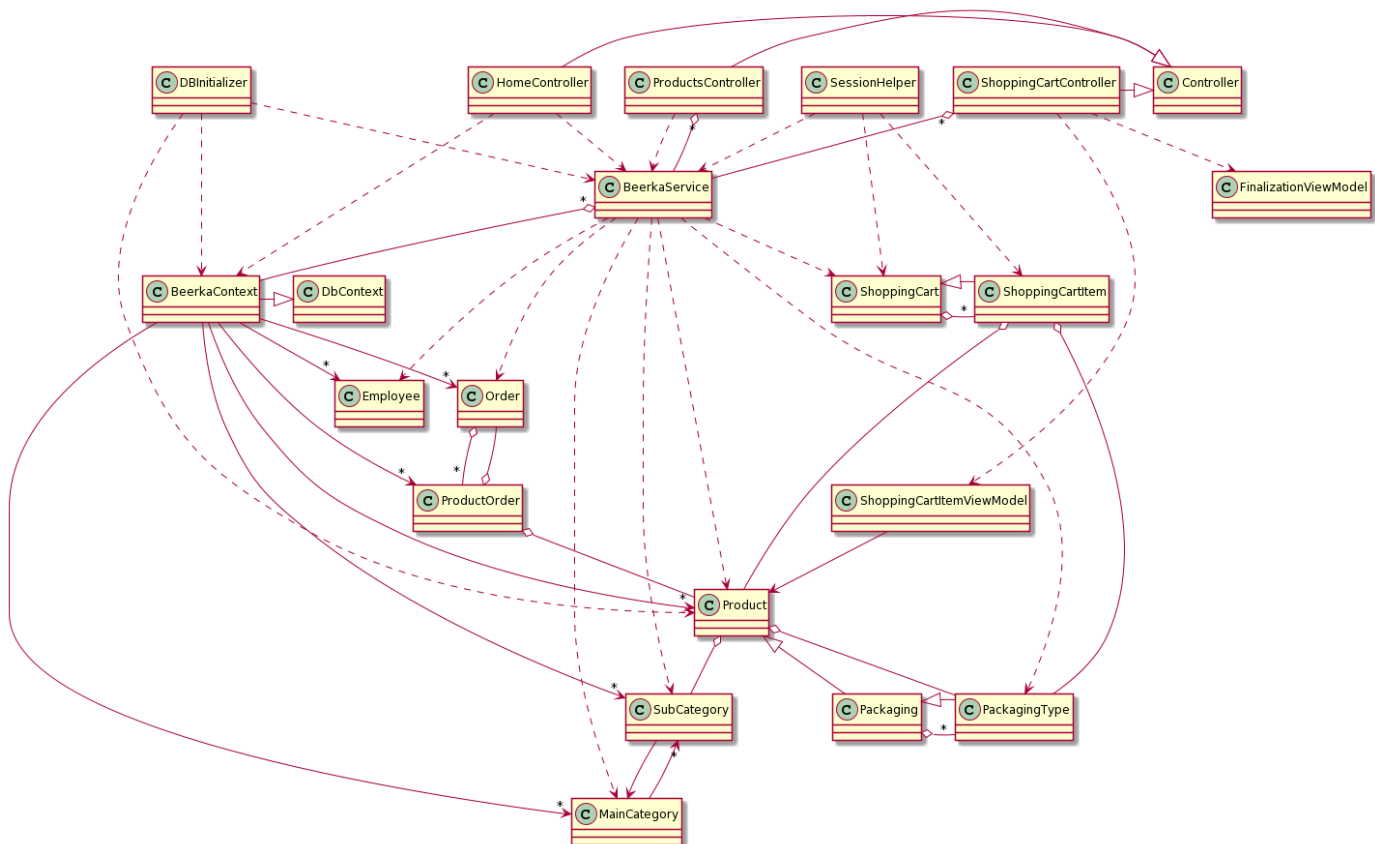 C DBInitializer
C HomeController
C ProductsController
C SessionHelper
C ShoppingCartController
C Controller
*
*
C BeerkaService
C FinalizationViewModel
*
C BeerkaContext
C DbContext
C ShoppingCart
C ShoppingCartItem
*
*
*
C Employee
C Order
*
*
C ProductOrder
C ShoppingCartItemViewModel
*
C Product
*
C SubCategory
C Packaging
C PackagingType
*
*
*
C MainCategory